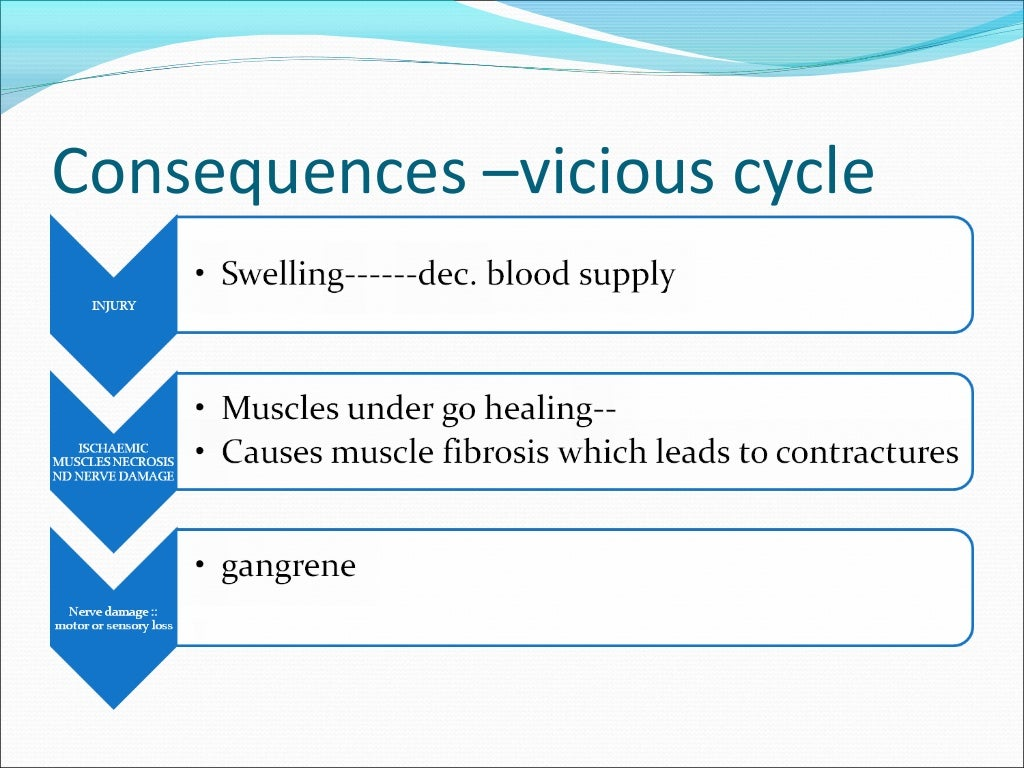 Consequences –vicious cycle
INJURY
• Swelling------dec. blood supply
ISCHAEMIC
MUSCLES NECROSIS
ND NERVE DAMAGE
• Muscles under go healing--
• Causes muscle fibrosis which leads to contractures
Nerve damage ::
motor or sensory loss
• gangrene